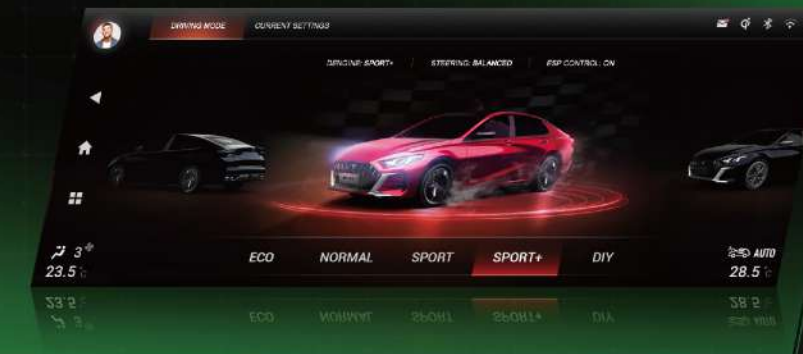 DRIVING MODE CURRENT SETTINGS
DENGINE: SPORT+ STEERING: BALANCED ESP CONTROL: ON
3 AUTO
23.5°C ECO NORMAL SPORT SPORT+ DIY 28.5°C